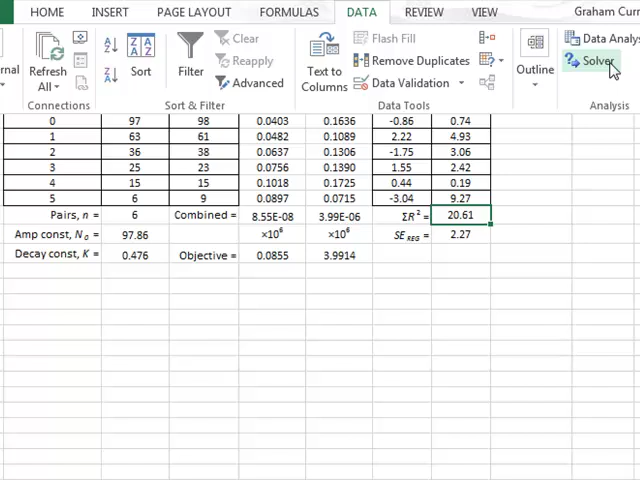 HOME INSERT PAGE LAYOUT FORMULAS DATA REVIEW VIEW Graham Curr
Refresh All
Sort
Filter
Clear
Reapply
Advanced
Text to Columns
Flash Fill
Remove Duplicates
Data Validation
Outline
Data Analys
Solver
Connections Sort & Filter Data Tools Analysis
0 97 98 0.0403 0.1636 -0.86 0.74
1 63 61 0.0482 0.1089 2.22 4.93
2 36 38 0.0637 0.1306 -1.75 3.06
3 25 23 0.0756 0.1390 1.55 2.42
4 15 15 0.1018 0.1725 0.44 0.19
5 6 9 0.0897 0.0715 -3.04 9.27
Pairs, n = 6 Combined = 8.55E-08 3.99E-06 ΣR² = 20.61
Amp const, N₀ = 97.86 ×10⁶ ×10⁶ SE REG = 2.27
Decay const, K = 0.476 Objective = 0.0855 3.9914